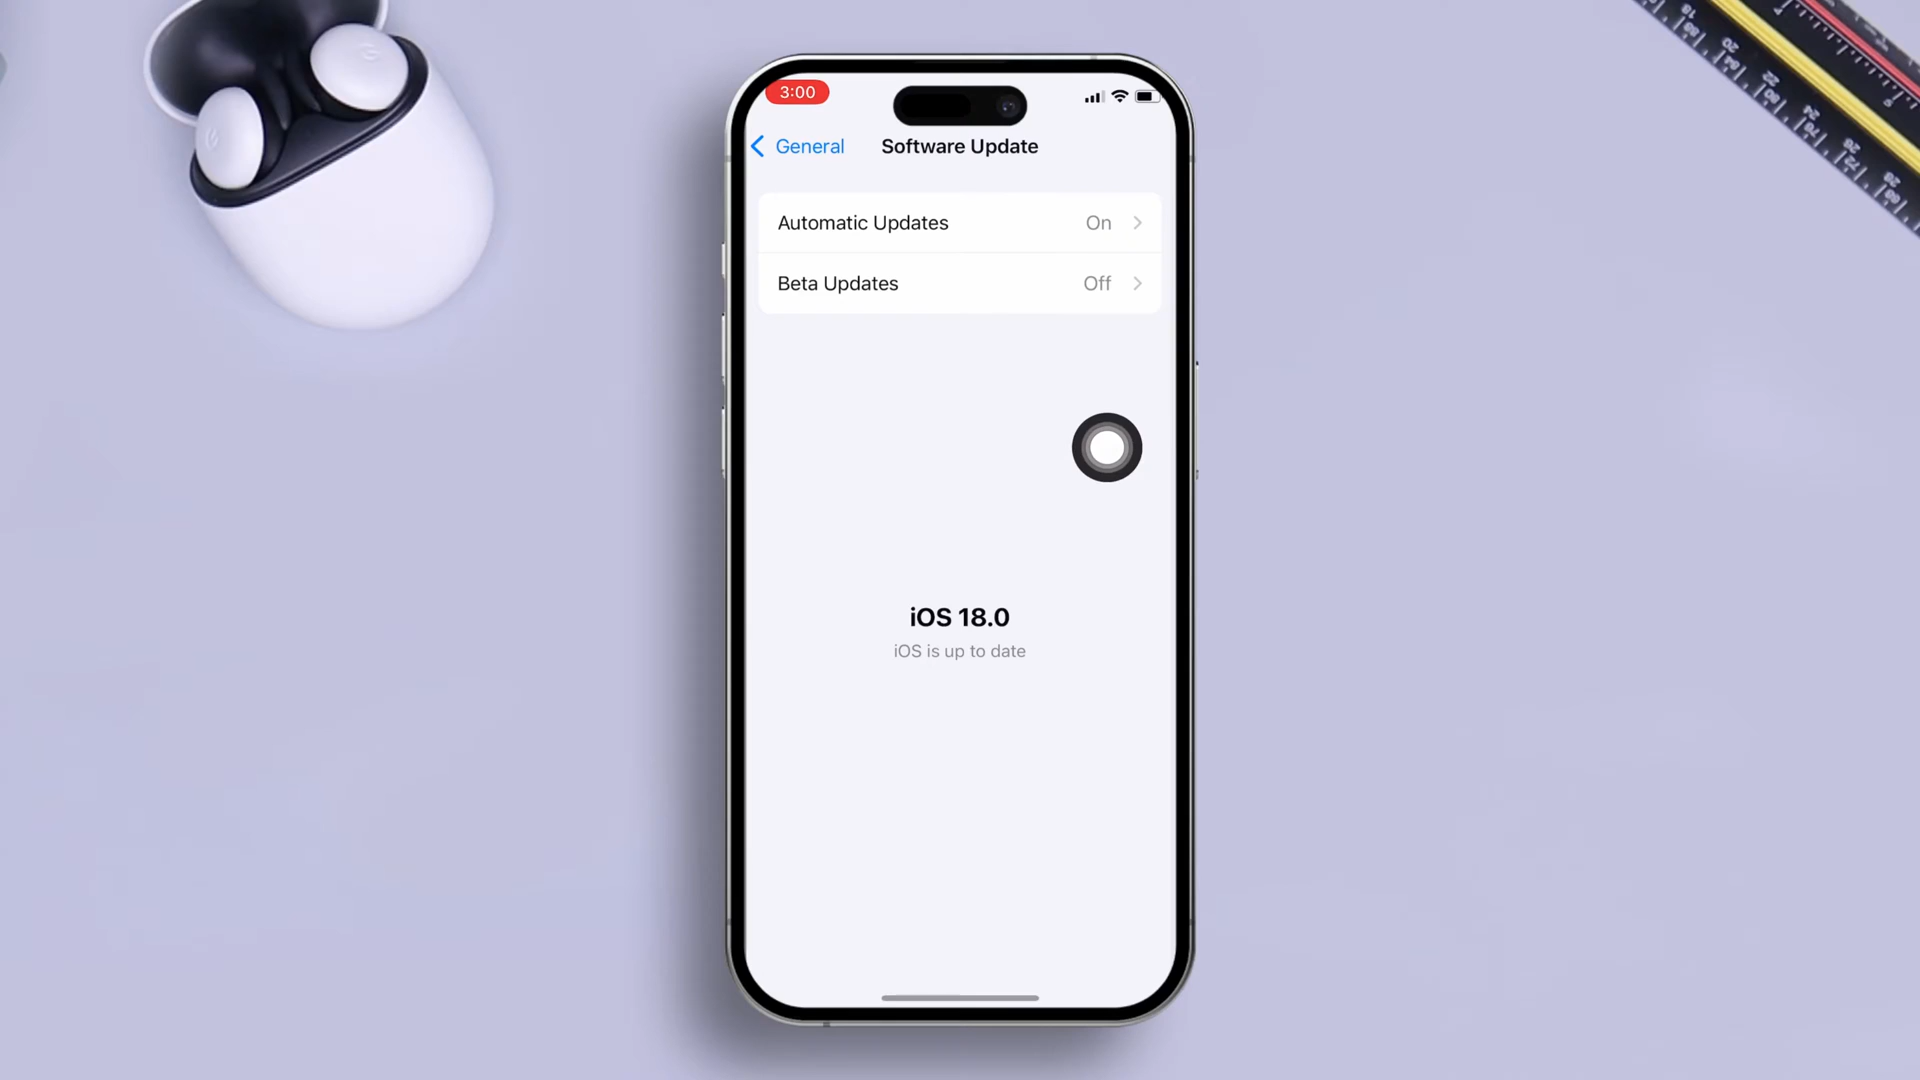 3:00
General
Software Update
Automatic Updates On
Beta Updates Off
iOS 18.0
iOS is up to date